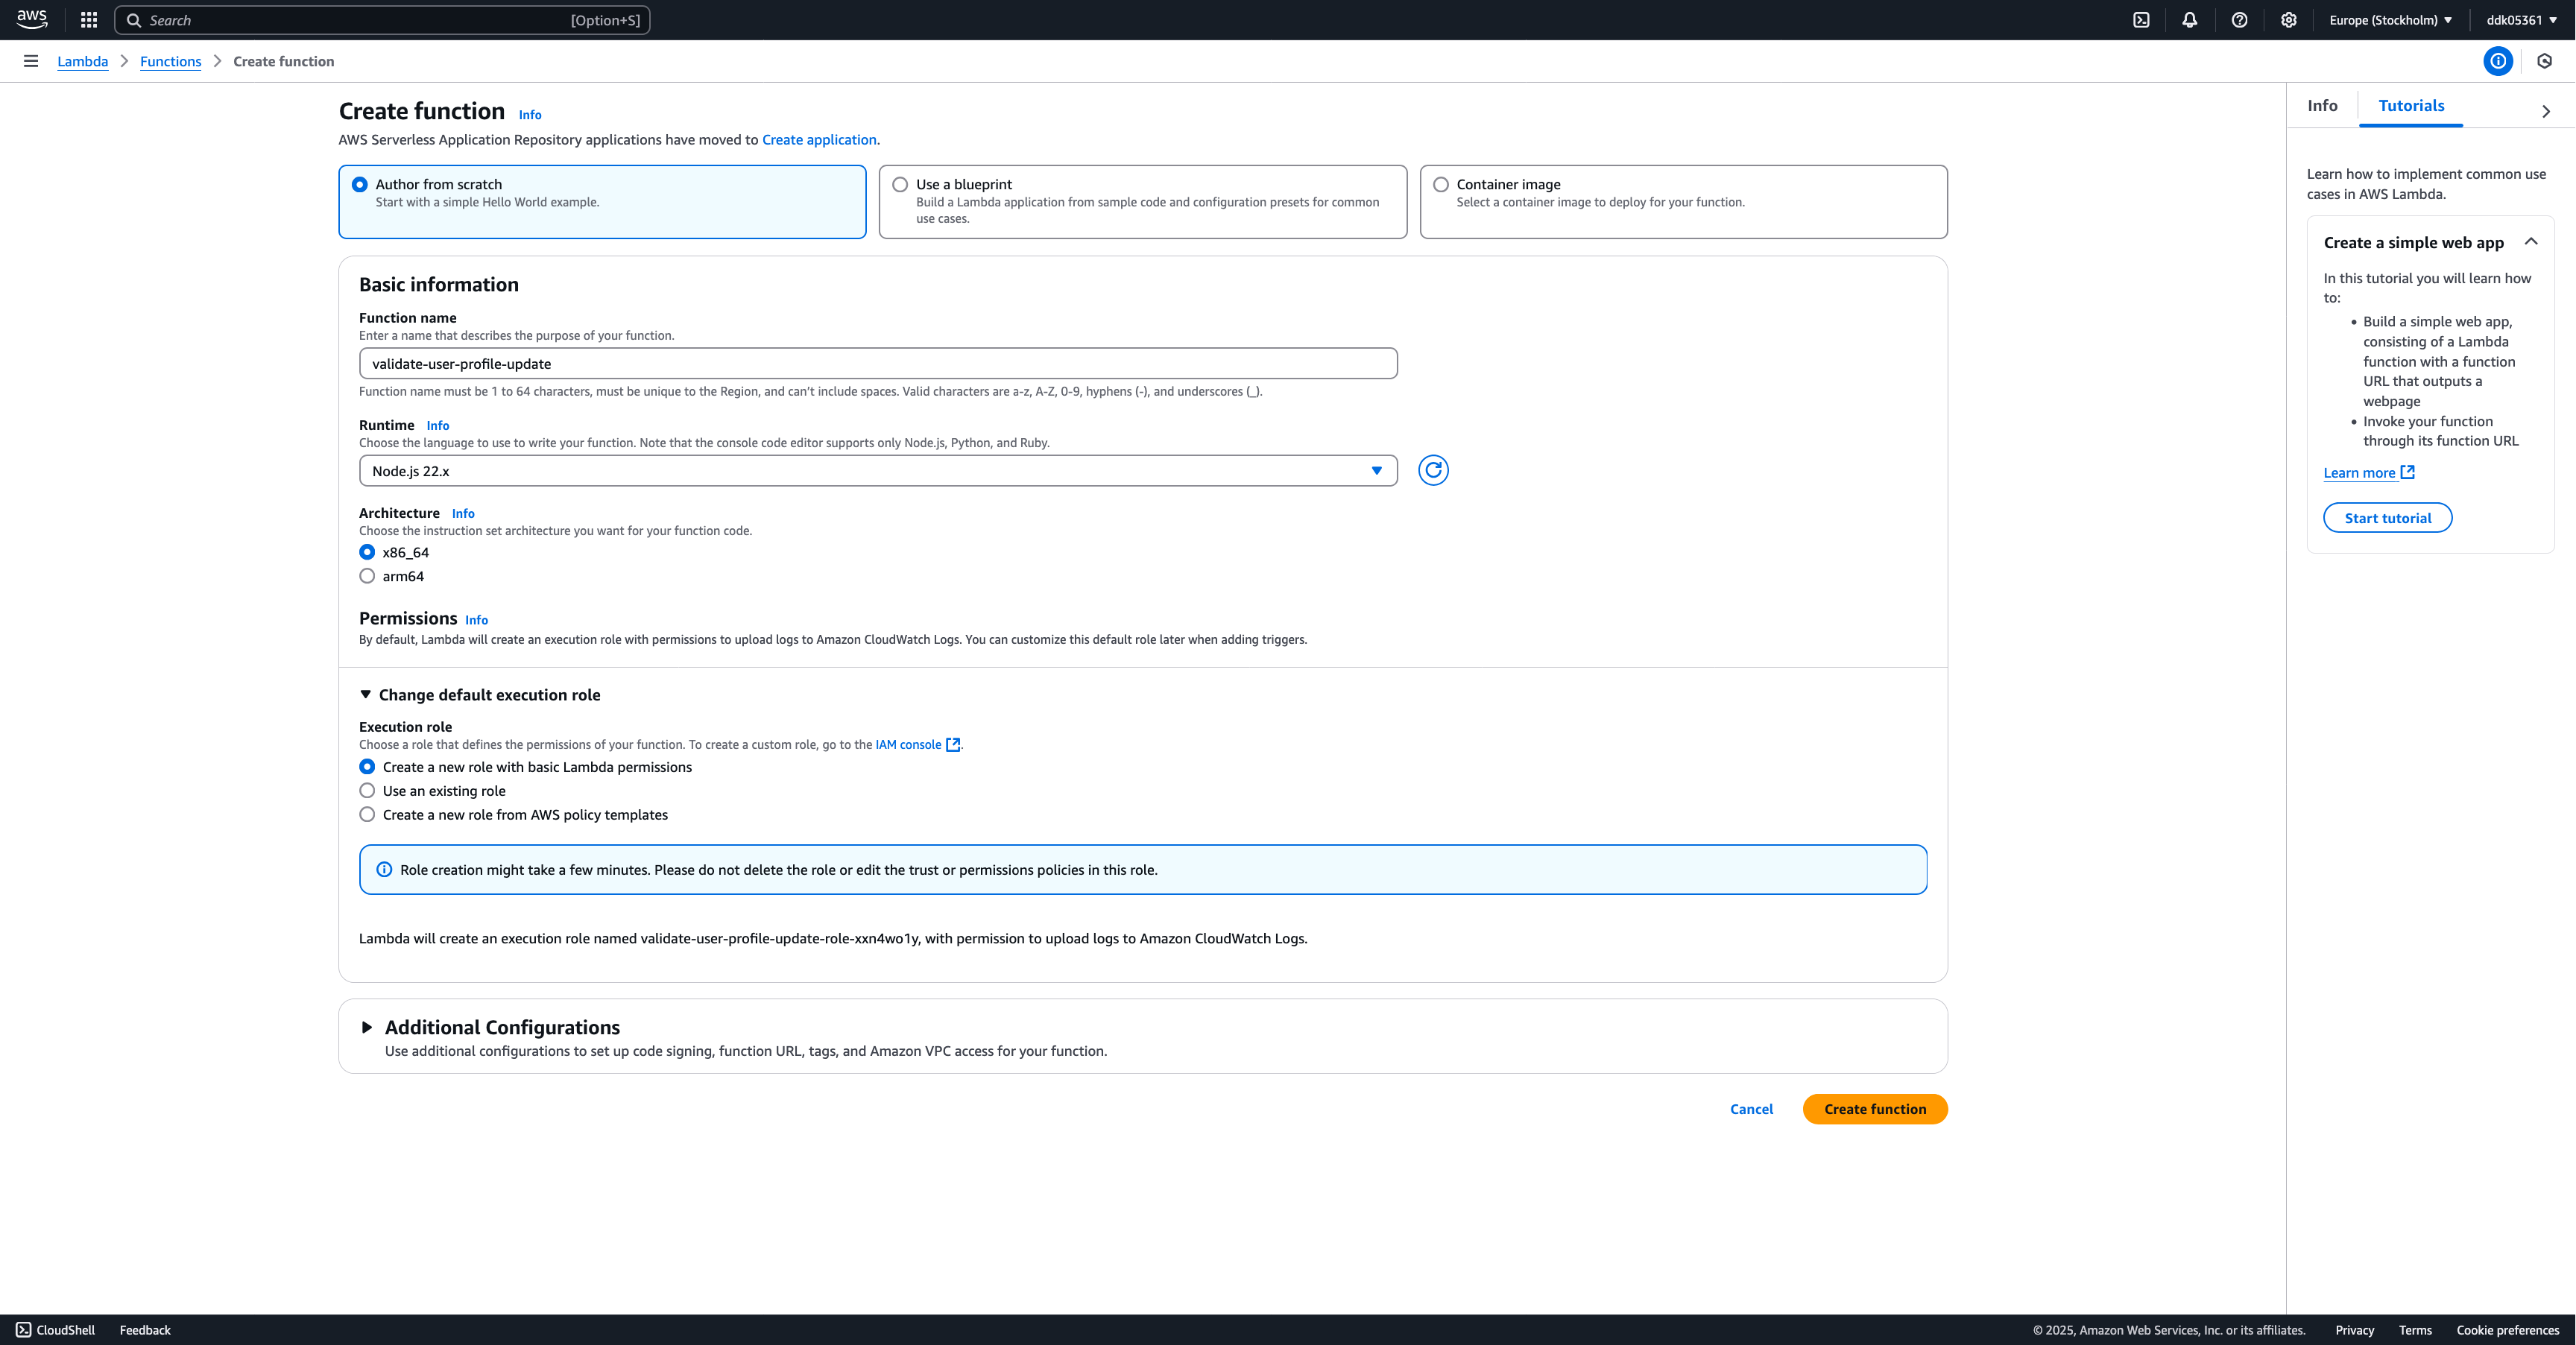 aws
Search [Option+S]
Europe (Stockholm)
ddk05361
Lambda
Functions
Create function
Create function Info
AWS Serverless Application Repository applications have moved to Create application.
Author from scratch
Start with a simple Hello World example.
Use a blueprint
Build a Lambda application from sample code and configuration presets for common
use cases.
Container image
Select a container image to deploy for your function.
Basic information
Function name
Enter a name that describes the purpose of your function.
validate-user-profile-update
Function name must be 1 to 64 characters, must be unique to the Region, and can't include spaces. Valid characters are a-z, A-Z, 0-9, hyphens (-), and underscores (_).
Runtime Info
Choose the language to use to write your function. Note that the console code editor supports only Node.js, Python, and Ruby.
Node.js 22.x
Architecture Info
Choose the instruction set architecture you want for your function code.
x86_64
arm64
Permissions Info
By default, Lambda will create an execution role with permissions to upload logs to Amazon CloudWatch Logs. You can customize this default role later when adding triggers.
Change default execution role
Execution role
Choose a role that defines the permissions of your function. To create a custom role, go to the IAM console.
Create a new role with basic Lambda permissions
Use an existing role
Create a new role from AWS policy templates
Role creation might take a few minutes. Please do not delete the role or edit the trust or permissions policies in this role.
Lambda will create an execution role named validate-user-profile-update-role-xxn4wo1y, with permission to upload logs to Amazon CloudWatch Logs.
Additional Configurations
Use additional configurations to set up code signing, function URL, tags, and Amazon VPC access for your function.
Cancel
Create function
Info
Tutorials
Learn how to implement common use
cases in AWS Lambda.
Create a simple web app
In this tutorial you will learn how
to:
• Build a simple web app,
consisting of a Lambda
function with a function
URL that outputs a
webpage
• Invoke your function
through its function URL
Learn more
Start tutorial
CloudShell
Feedback
© 2025, Amazon Web Services, Inc. or its affiliates.
Privacy
Terms
Cookie preferences